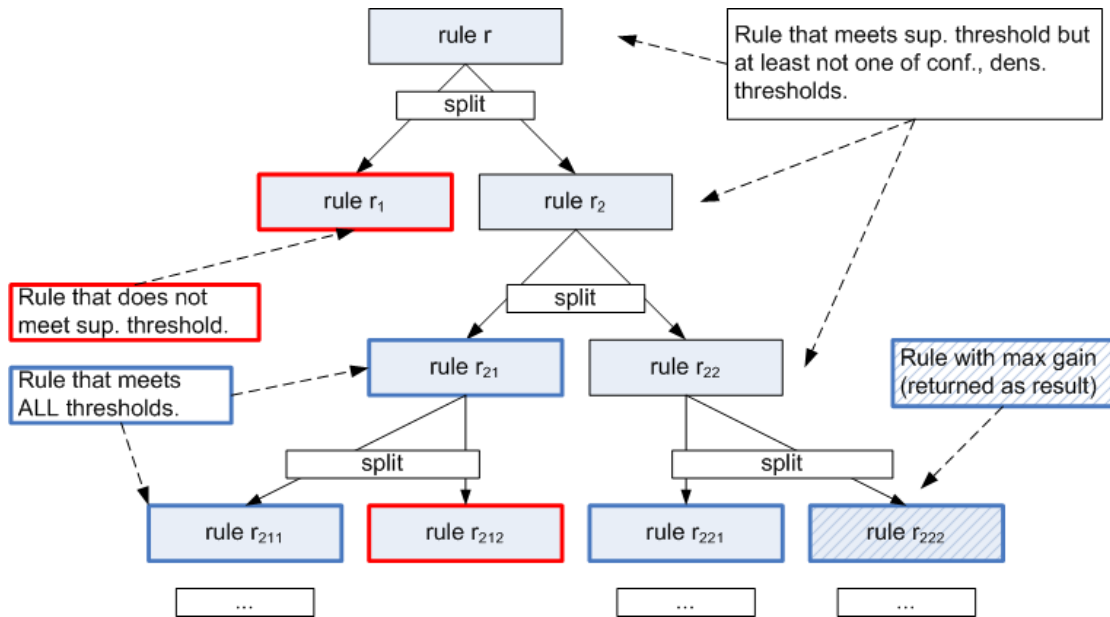 rule r
Rule that meets sup. threshold but
at least not one of conf., dens.
thresholds.
split
rule r₁
rule r₂
Rule that does not
meet sup. threshold.
split
Rule that meets
ALL thresholds.
rule r₂₁
rule r₂₂
Rule with max gain
(returned as result)
split
split
rule r₂₁₁
rule r₂₁₂
rule r₂₂₁
rule r₂₂₂
...
...
...